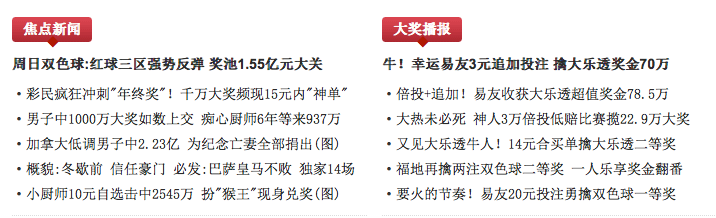 焦点新闻
周日双色球:红球三区强势反弹 奖池1.55亿元大关
•彩民疯狂冲刺"年终奖"！千万大奖频现15元内"神单"
•男子中1000万大奖如数上交 痴心厨师6年等来937万
•加拿大低调男子中2.23亿 为纪念亡妻全部捐出(图)
•概貌:冬歇前 信任豪门 必发:巴萨皇马不败 独家14场
•小厨师10元自选击中2545万 扮"猴王"现身兑奖(图)
大奖播报
牛！幸运易友3元追加投注 擒大乐透奖金70万
•倍投+追加！易友收获大乐透超值奖金78.5万
•大热未必死 神人3万倍投低赔比赛揽22.9万大奖
•又见大乐透牛人！14元合买单擒大乐透二等奖
•福地再擒两注双色球二等奖 一人乐享奖金翻番
•要火的节奏！易友20元投注勇擒双色球一等奖